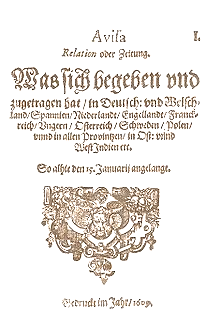 Avisa I.
Relation oder Zeitung.
Was sich begeben vnd
zugetragen hat / in Deutsch: vnd Welsch-
land / Spannien / Niederlandt / Engellandt / Franck-
reich / Vngern / Osterreich / Schweden / Polen /
vnnd in allen Provintzen / in Ost: vnnd
West Indien etc.
So alhie den 15. Januarij angelangt.
Gedruckt im Jahr / 1609.